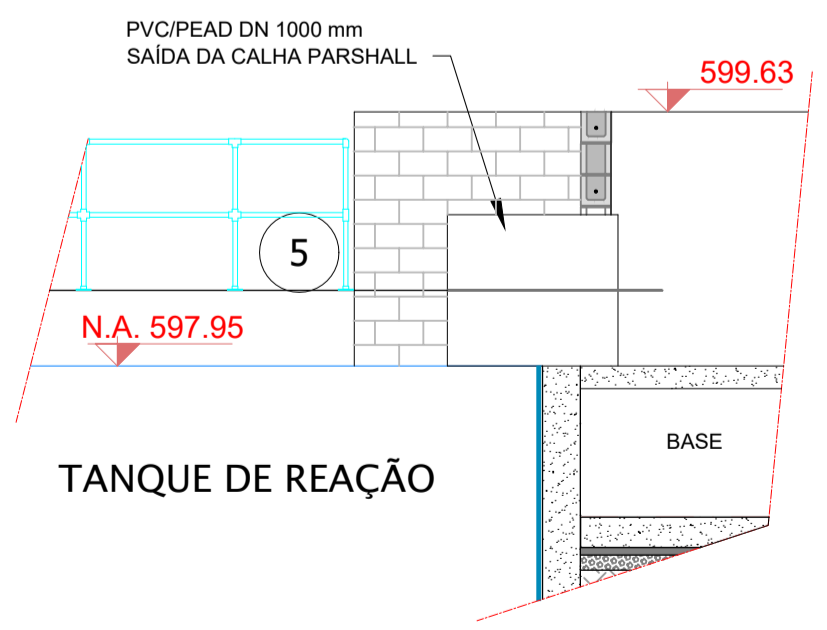 PVC/PEAD DN 1000 mm
SAÍDA DA CALHA PARSHALL
599.63
5
N.A. 597.95
BASE
TANQUE DE REAÇÃO